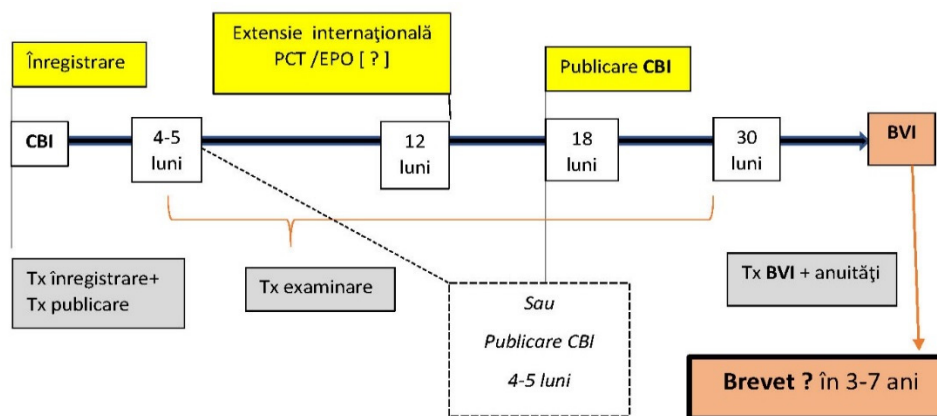 Înregistrare
Extensie internaţională
PCT /EPO [ ? ]
Publicare CBI
CBI
4-5
luni
12
luni
18
luni
30
luni
BVI
Tx înregistrare+
Tx publicare
Tx examinare
Sau
Publicare CBI
4-5 luni
Tx BVI + anuităţi
Brevet ? în 3-7 ani